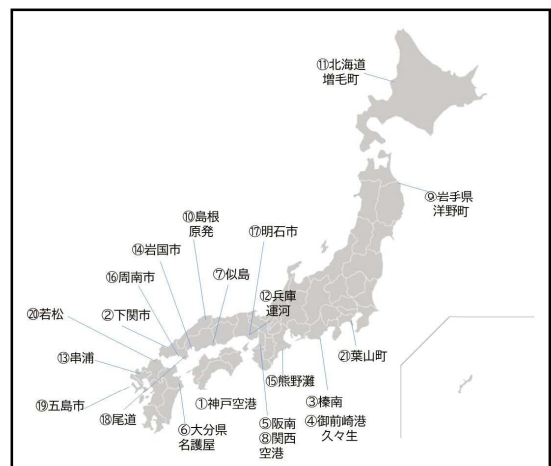 ⑪北海道
増毛町
⑨岩手県
洋野町
⑩島根
原発
⑰明石市
⑭岩国市
⑦似島
⑯周南市
⑫兵庫
運河
⑳若松
②下関市
㉑葉山町
⑬串浦
⑮熊野灘
⑲五島市
①神戸空港
③榛南
⑱尾道
⑤阪南
④御前崎港
久々生
⑥大分県
名護屋
⑧関西
空港